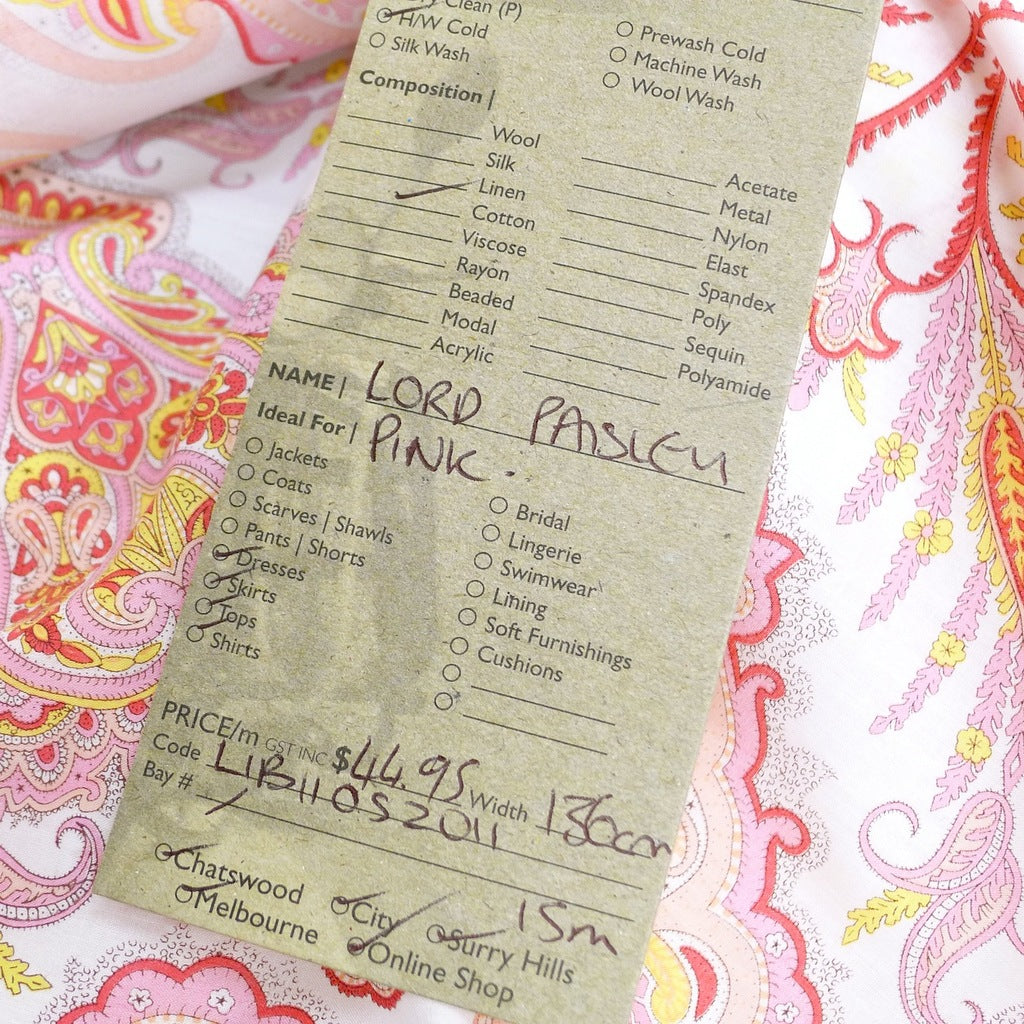 Clean (P)
H/W Cold
Silk Wash
Prewash Cold
Machine Wash
Wool Wash
Composition |
Wool
Silk
Linen
Cotton
Viscose
Rayon
Beaded
Modal
Acrylic
Acetate
Metal
Nylon
Elast
Spandex
Poly
Sequin
Polyamide
NAME | LORD PAISLEY
PINK.
Ideal For |
Jackets
Coats
Scarves | Shawls
Pants | Shorts
Dresses
Skirts
Tops
Shirts
Bridal
Lingerie
Swimwear
Lining
Soft Furnishings
Cushions
PRICE/m GST INC $44.95 Width 136cm
Code LIB11OS2011
Bay #
Chatswood
City
Surry Hills
15m
Melbourne
Online Shop